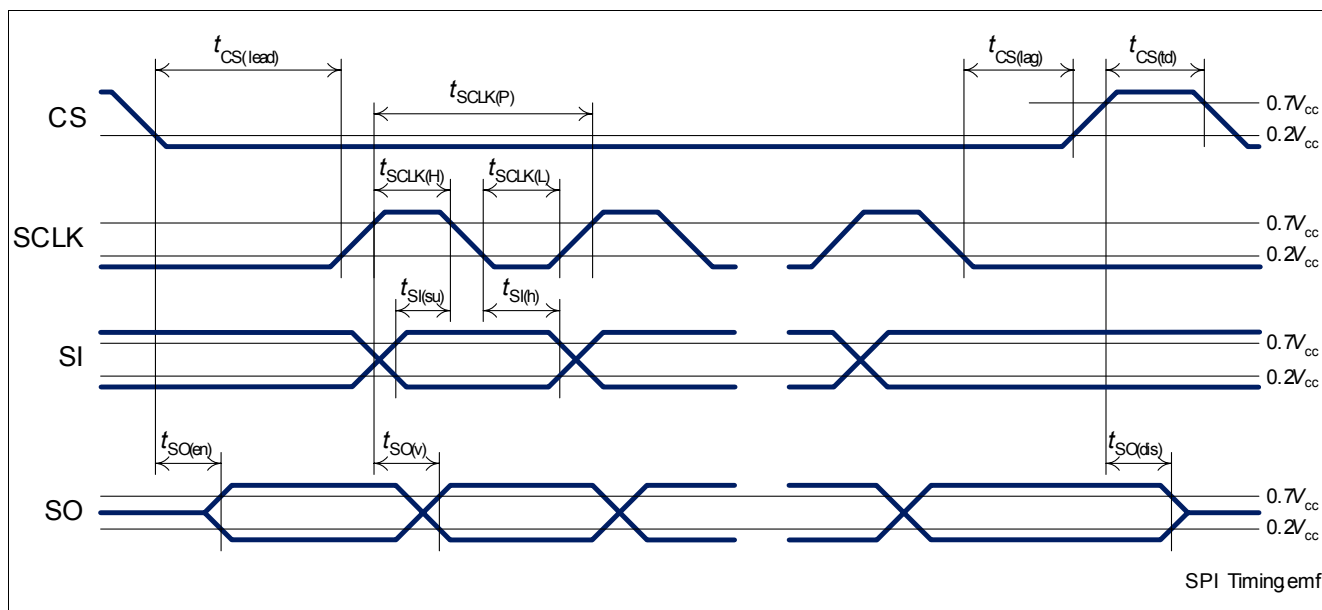 tCS(lead)
tCS(lag)
tCS(td)
tSCLK(P)
CS
0.7Vcc
0.2Vcc
tSCLK(H)
tSCLK(L)
SCLK
0.7Vcc
0.2Vcc
tSI(su)
tSI(h)
SI
0.7Vcc
0.2Vcc
tSO(en)
tSO(v)
tSO(dis)
SO
0.7Vcc
0.2Vcc
SPI Timing.emf